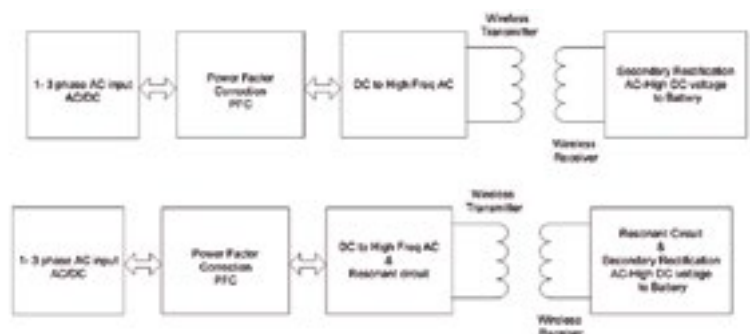 Wireless
Transmitter
1- 3 phase AC input
AC/DC
Power Factor
Correction
PFC
DC to High Freq AC
Secondary Rectification
AC-High DC voltage
to Battery
Wireless
Receiver
Wireless
Transmitter
1- 3 phase AC input
AC/DC
Power Factor
Correction
PFC
DC to High Freq AC
&
Resonant circuit
Resonant Circuit
&
Secondary Rectification
AC-High DC voltage
to Battery
Wireless
Receiver